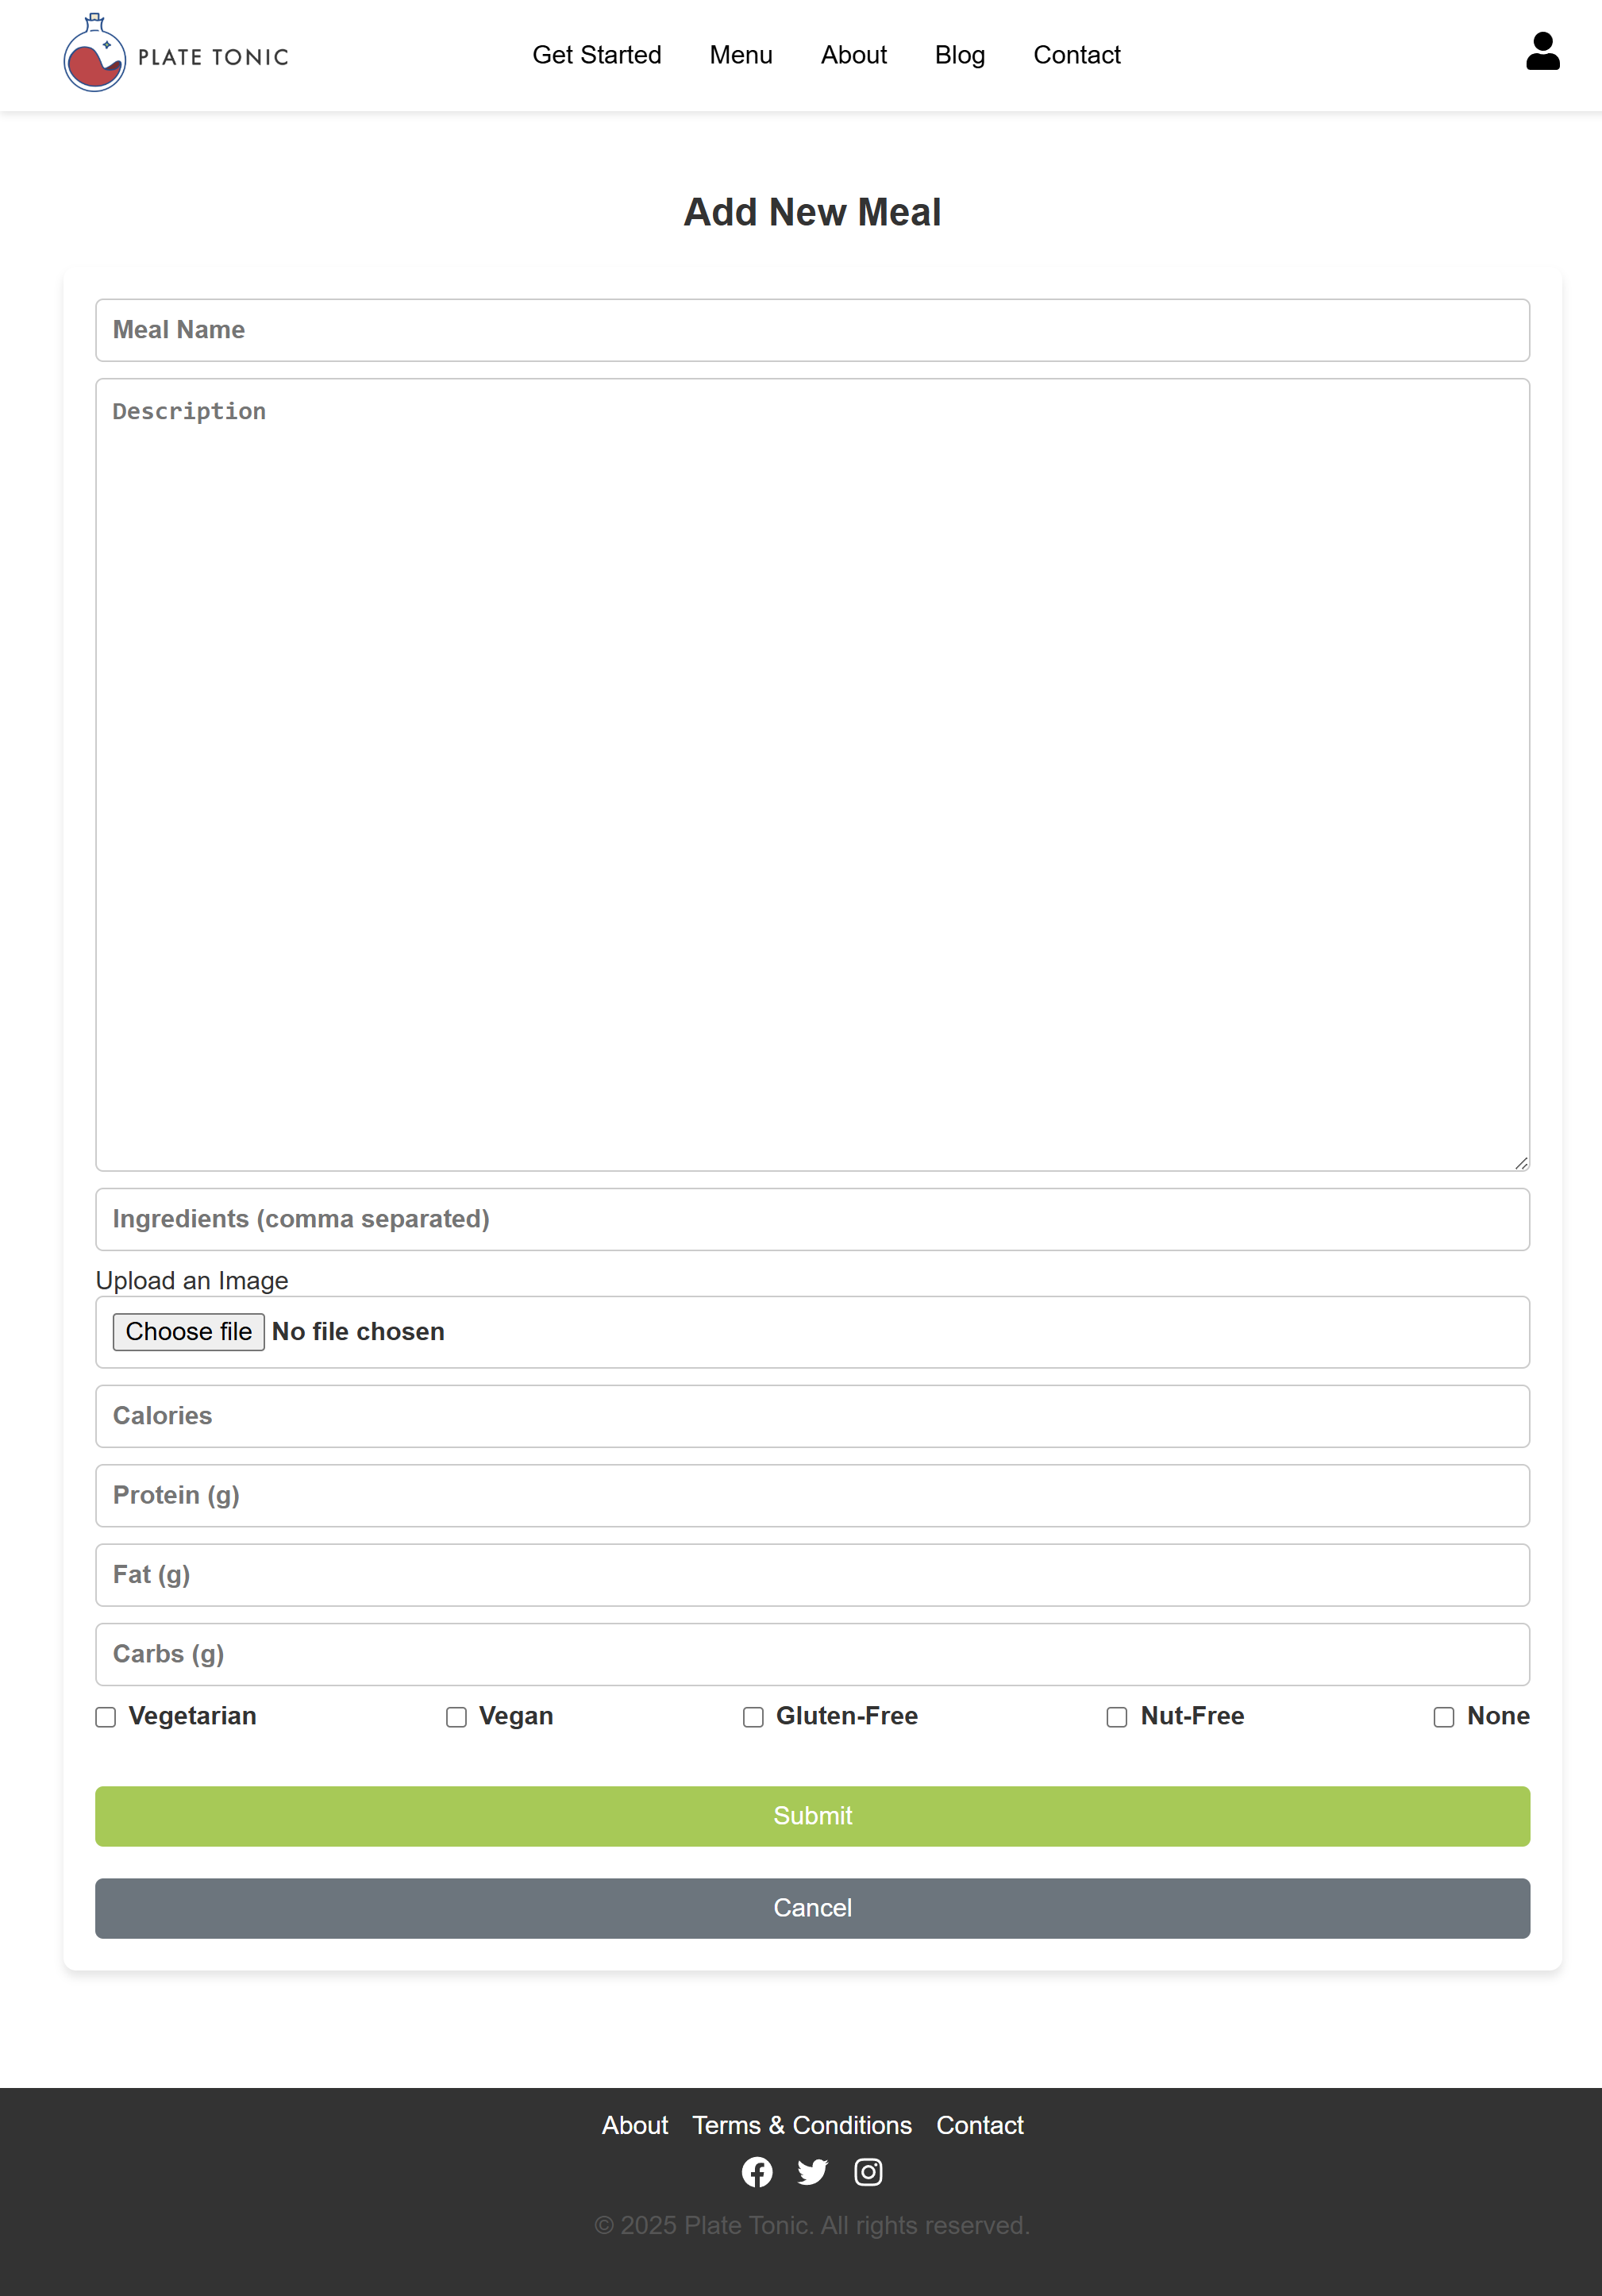 PLATE TONIC
Get Started Menu About Blog Contact
Add New Meal
Meal Name
Description
Ingredients (comma separated)
Upload an Image
Choose file No file chosen
Calories
Protein (g)
Fat (g)
Carbs (g)
Vegetarian Vegan Gluten-Free Nut-Free None
Submit
Cancel
About Terms & Conditions Contact
© 2025 Plate Tonic. All rights reserved.